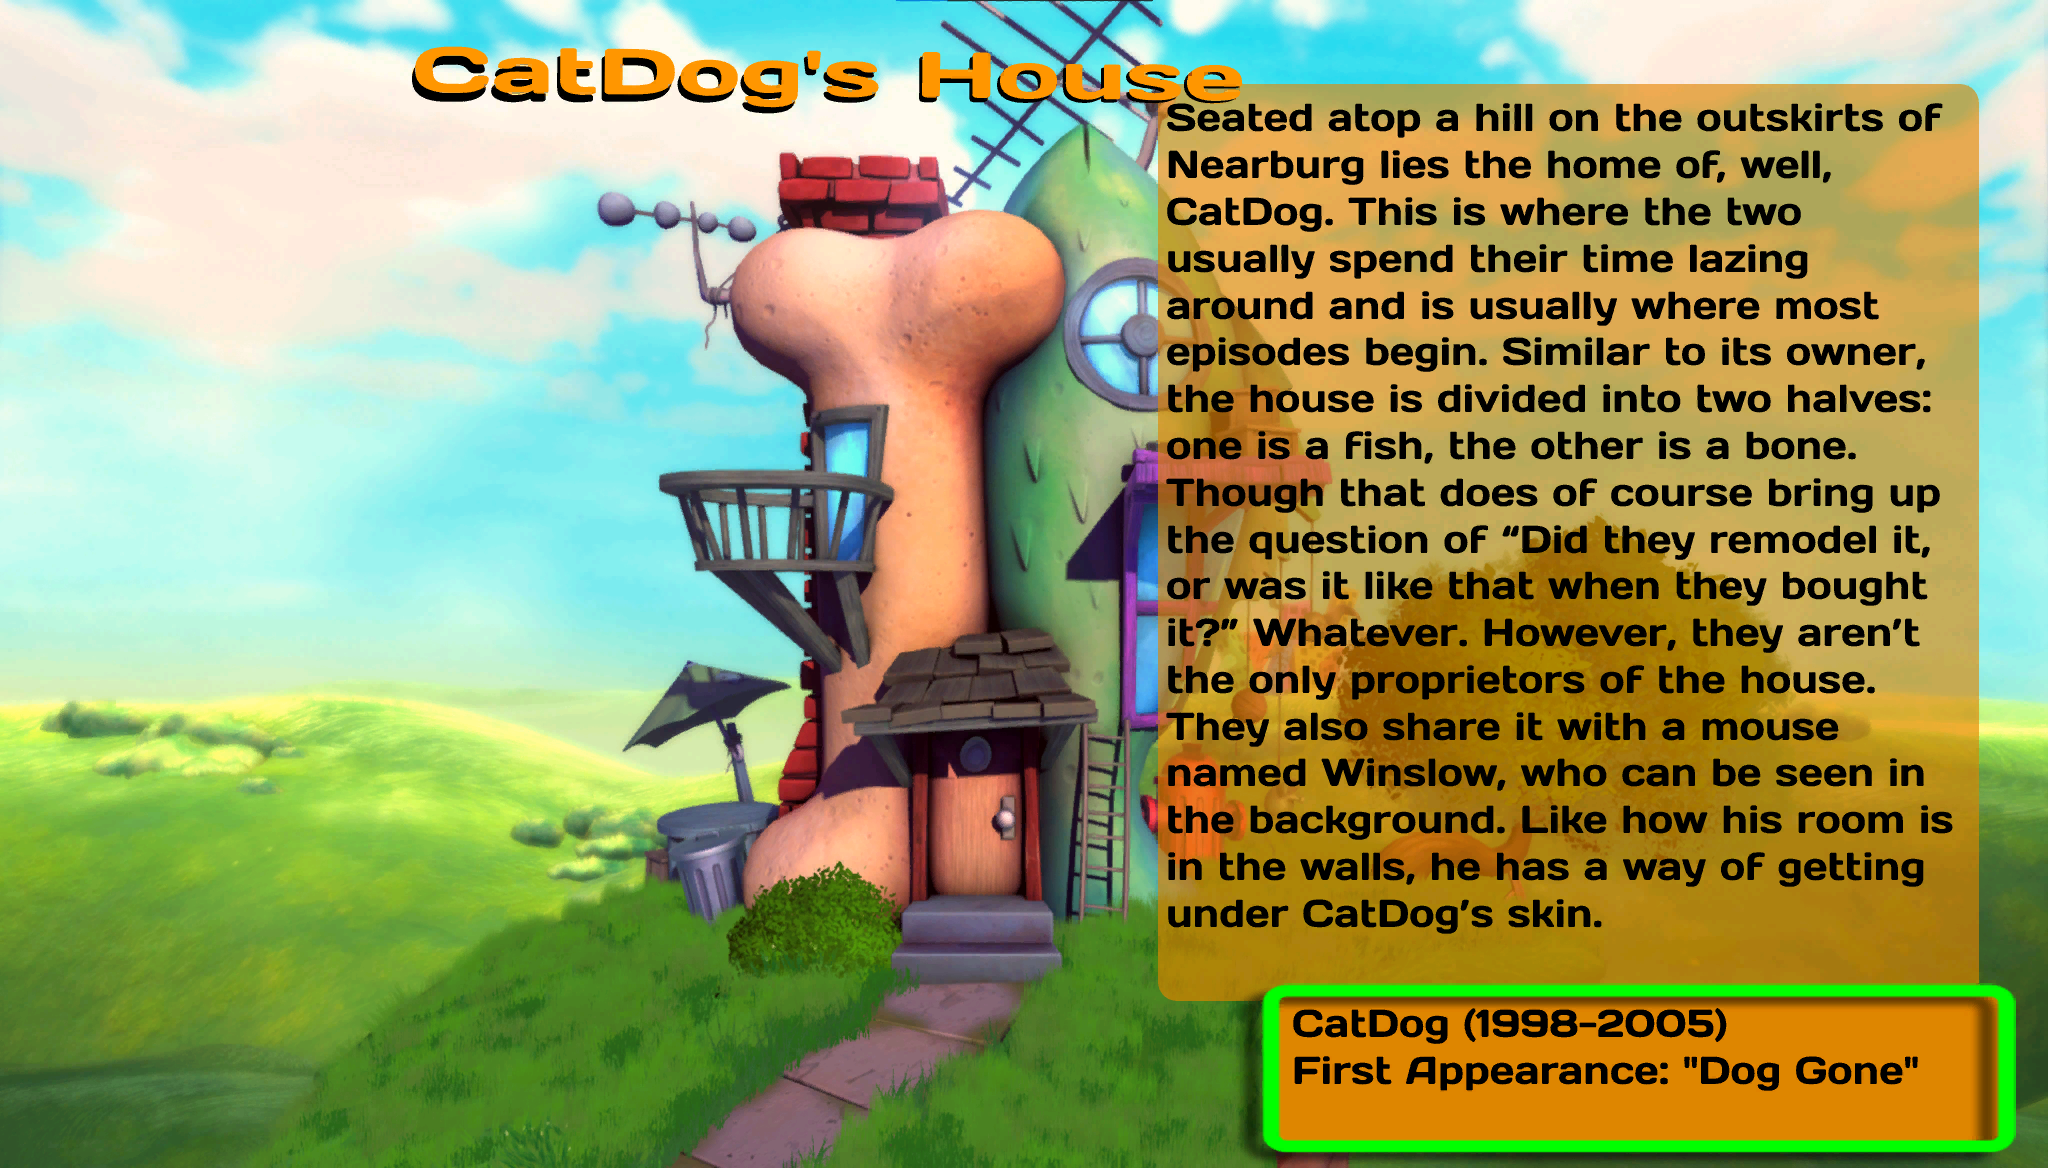 CatDog's House
Seated atop a hill on the outskirts of
Nearburg lies the home of, well,
CatDog. This is where the two
usually spend their time lazing
around and is usually where most
episodes begin. Similar to its owner,
the house is divided into two halves:
one is a fish, the other is a bone.
Though that does of course bring up
the question of “Did they remodel it,
or was it like that when they bought
it?” Whatever. However, they aren’t
the only proprietors of the house.
They also share it with a mouse
named Winslow, who can be seen in
the background. Like how his room is
in the walls, he has a way of getting
under CatDog’s skin.
CatDog (1998-2005)
First Appearance: "Dog Gone"